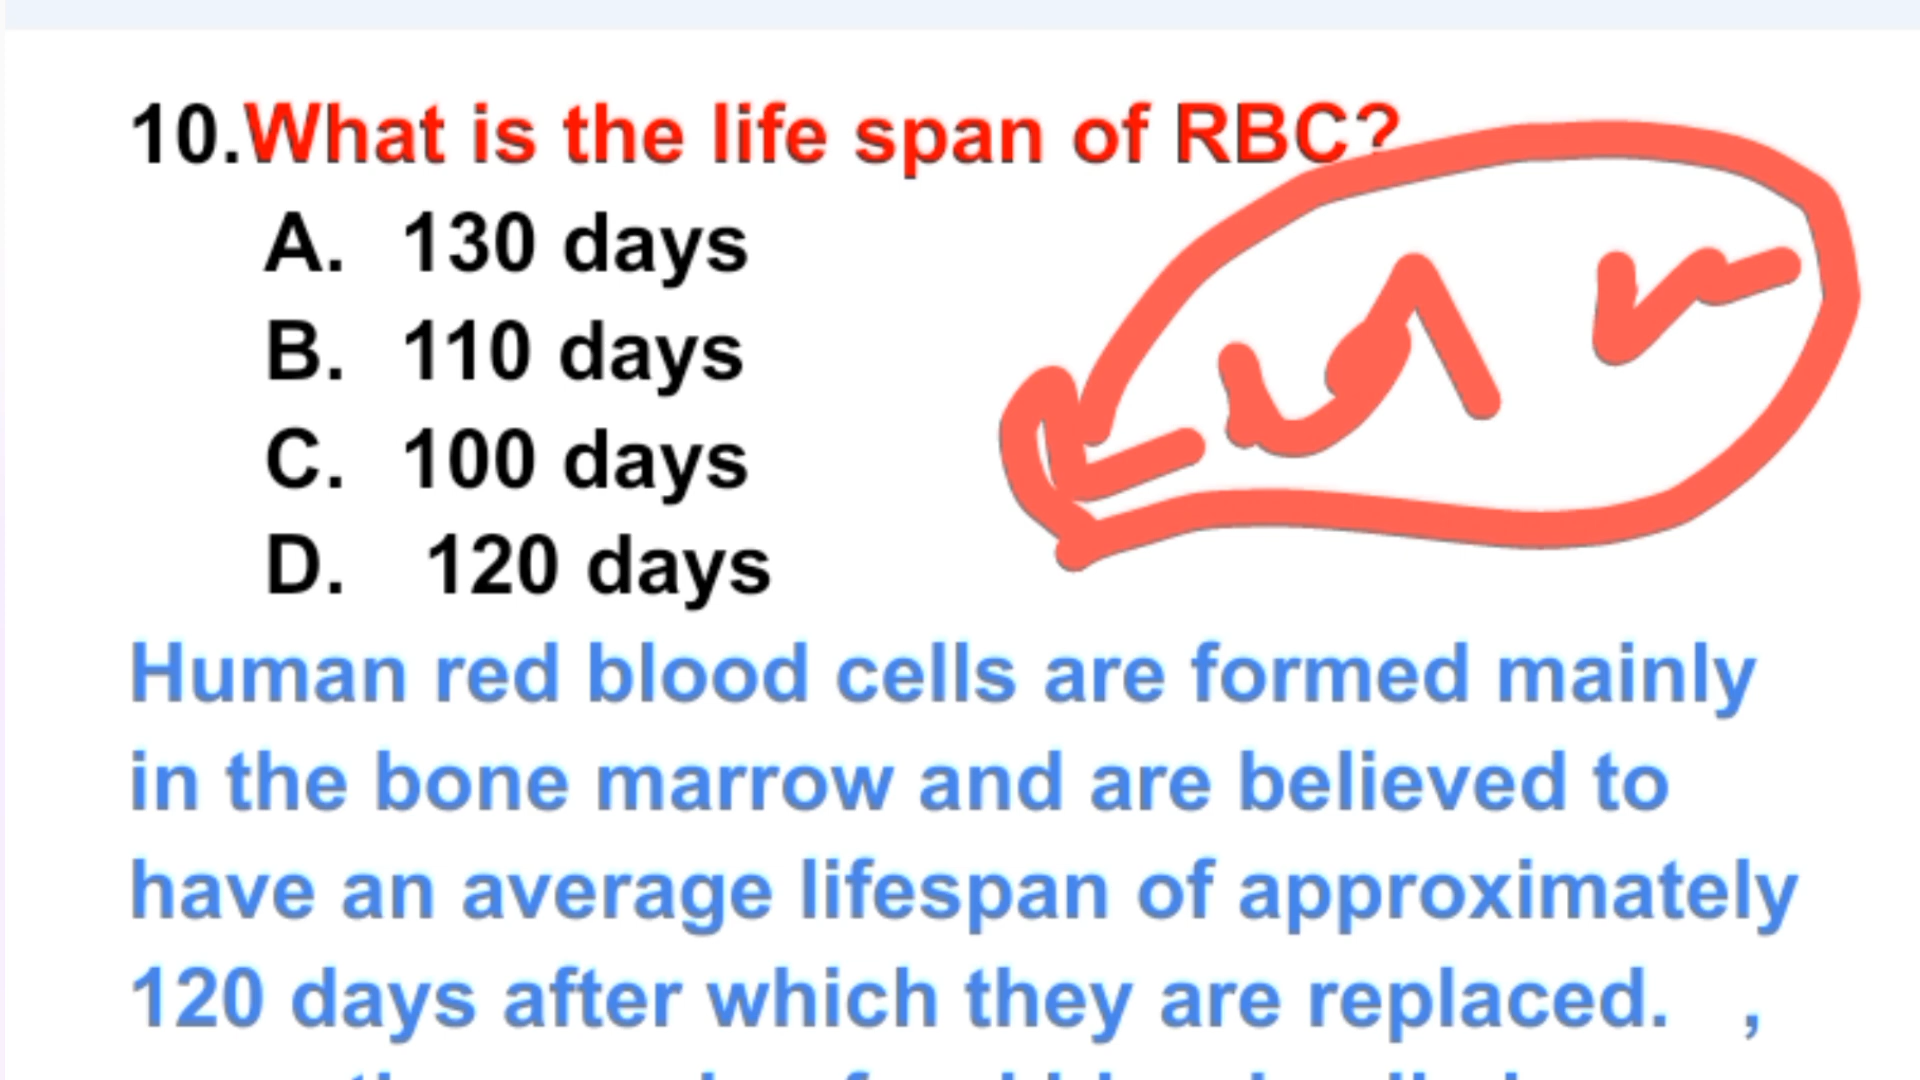 10.What is the life span of RBC?
A. 130 days
B. 110 days
C. 100 days
D. 120 days
Human red blood cells are formed mainly
in the bone marrow and are believed to
have an average lifespan of approximately
120 days after which they are replaced. ,